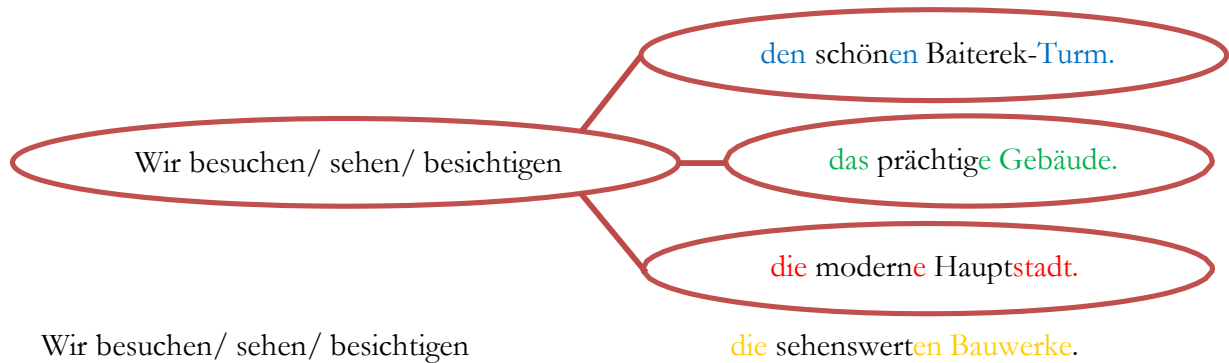 den schönen Baiterek-Turm.
Wir besuchen/ sehen/ besichtigen
das prächtige Gebäude.
die moderne Hauptstadt.
Wir besuchen/ sehen/ besichtigen die sehenswerten Bauwerke.